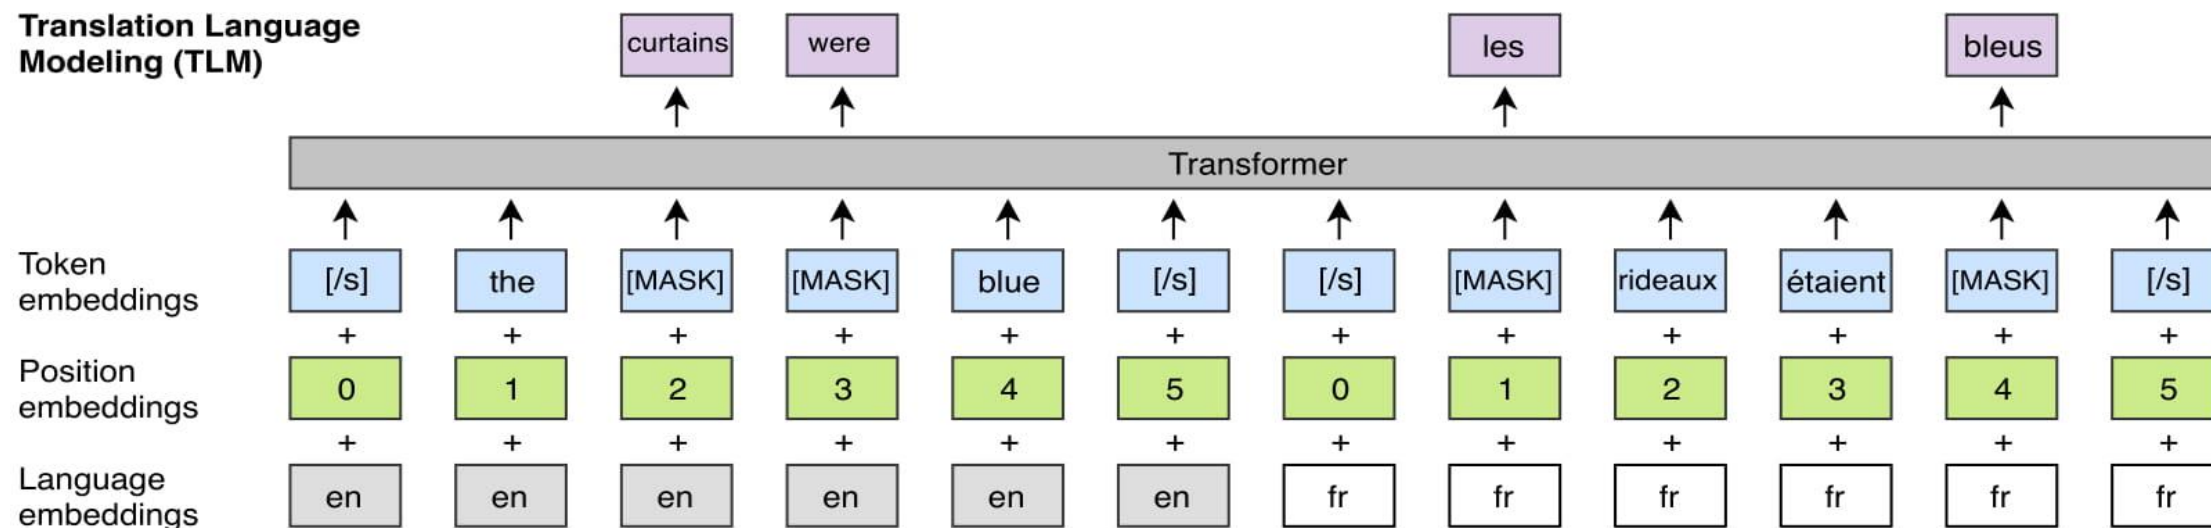 Translation Language
Modeling (TLM)
curtains were les bleus
Transformer
Token
embeddings
[/s] the [MASK] [MASK] blue [/s] [/s] [MASK] rideaux étaient [MASK] [/s]
+ + + + + + + + + + + +
Position
embeddings
0 1 2 3 4 5 0 1 2 3 4 5
+ + + + + + + + + + + +
Language
embeddings
en en en en en en fr fr fr fr fr fr